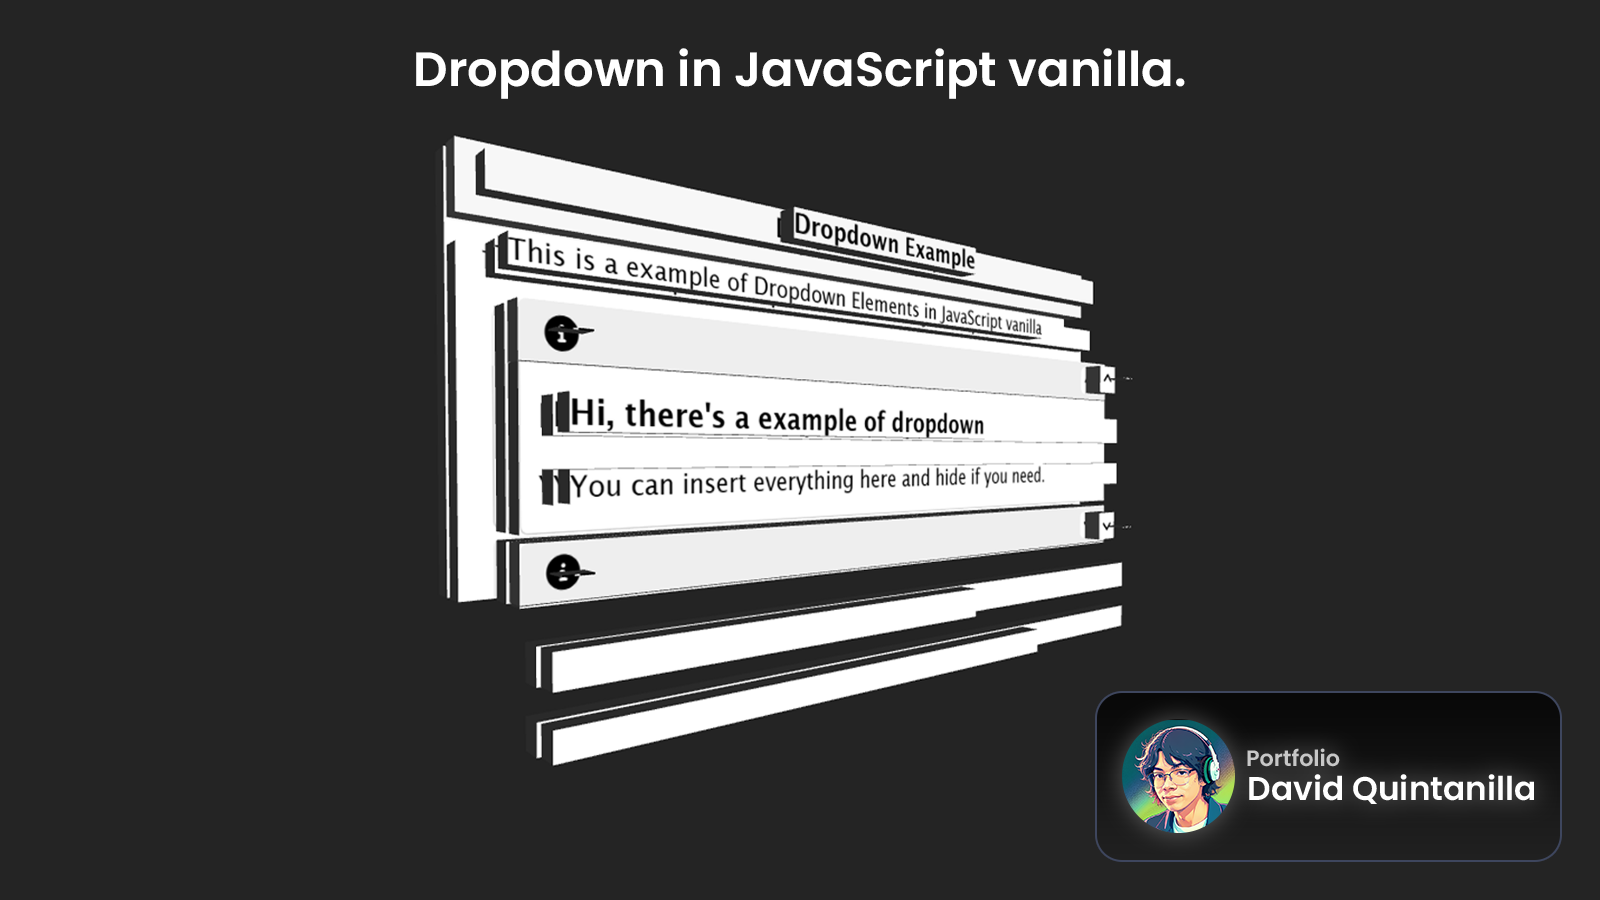 Dropdown in JavaScript vanilla.
Dropdown Example
This is a example of Dropdown Elements in JavaScript vanilla
Hi, there's a example of dropdown
You can insert everything here and hide if you need.
Portfolio
David Quintanilla